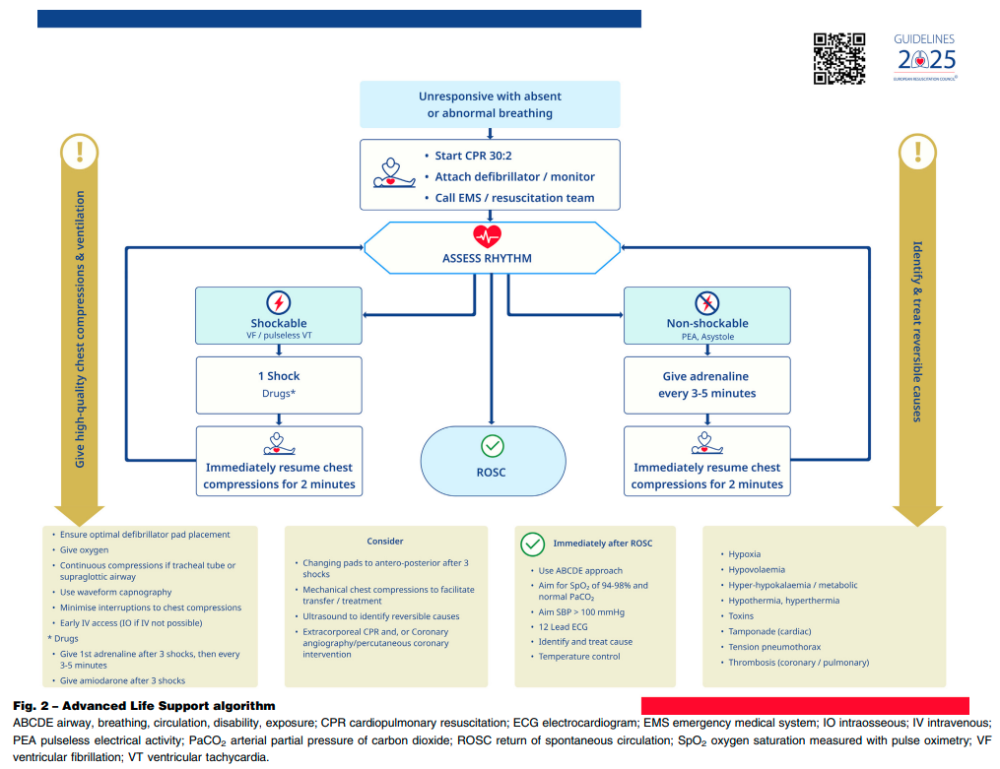 GUIDELINES
2025
EUROPEAN RESUSCITATION COUNCIL®
Unresponsive with absent
or abnormal breathing
• Start CPR 30:2
• Attach defibrillator / monitor
• Call EMS / resuscitation team
ASSESS RHYTHM
!
Give high-quality chest compressions & ventilation
!
Identify & treat reversible causes
Shockable
VF / pulseless VT
1 Shock
Drugs*
Immediately resume chest
compressions for 2 minutes
ROSC
Non-shockable
PEA, Asystole
Give adrenaline
every 3-5 minutes
Immediately resume chest
compressions for 2 minutes
• Ensure optimal defibrillator pad placement
• Give oxygen
• Continuous compressions if tracheal tube or
supraglottic airway
• Use waveform capnography
• Minimise interruptions to chest compressions
• Early IV access (IO if IV not possible)
* Drugs
• Give 1st adrenaline after 3 shocks, then every
3-5 minutes
• Give amiodarone after 3 shocks
Consider
• Changing pads to antero-posterior after 3
shocks
• Mechanical chest compressions to facilitate
transfer / treatment
• Ultrasound to identify reversible causes
• Extracorporeal CPR and, or Coronary
angiography/percutaneous coronary
intervention
Immediately after ROSC
• Use ABCDE approach
• Aim for SpO₂ of 94-98% and
normal PaCO₂
• Aim SBP > 100 mmHg
• 12 Lead ECG
• Identify and treat cause
• Temperature control
• Hypoxia
• Hypovolaemia
• Hyper-hypokalaemia / metabolic
• Hypothermia, hyperthermia
• Toxins
• Tamponade (cardiac)
• Tension pneumothorax
• Thrombosis (coronary / pulmonary)
Fig. 2 – Advanced Life Support algorithm
ABCDE airway, breathing, circulation, disability, exposure; CPR cardiopulmonary resuscitation; ECG electrocardiogram; EMS emergency medical system; IO intraosseous; IV intravenous;
PEA pulseless electrical activity; PaCO₂ arterial partial pressure of carbon dioxide; ROSC return of spontaneous circulation; SpO₂ oxygen saturation measured with pulse oximetry; VF
ventricular fibrillation; VT ventricular tachycardia.